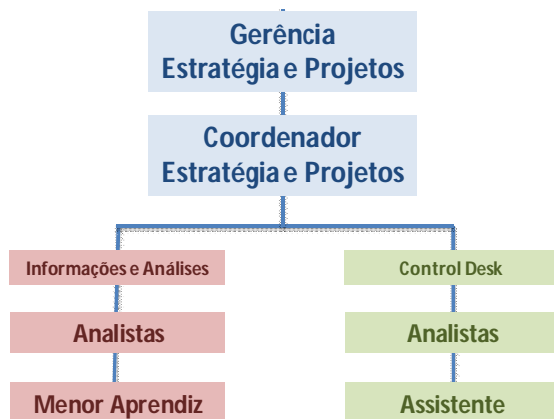 Gerência
Estratégia e Projetos
Coordenador
Estratégia e Projetos
Informações e Análises
Control Desk
Analistas
Analistas
Menor Aprendiz
Assistente